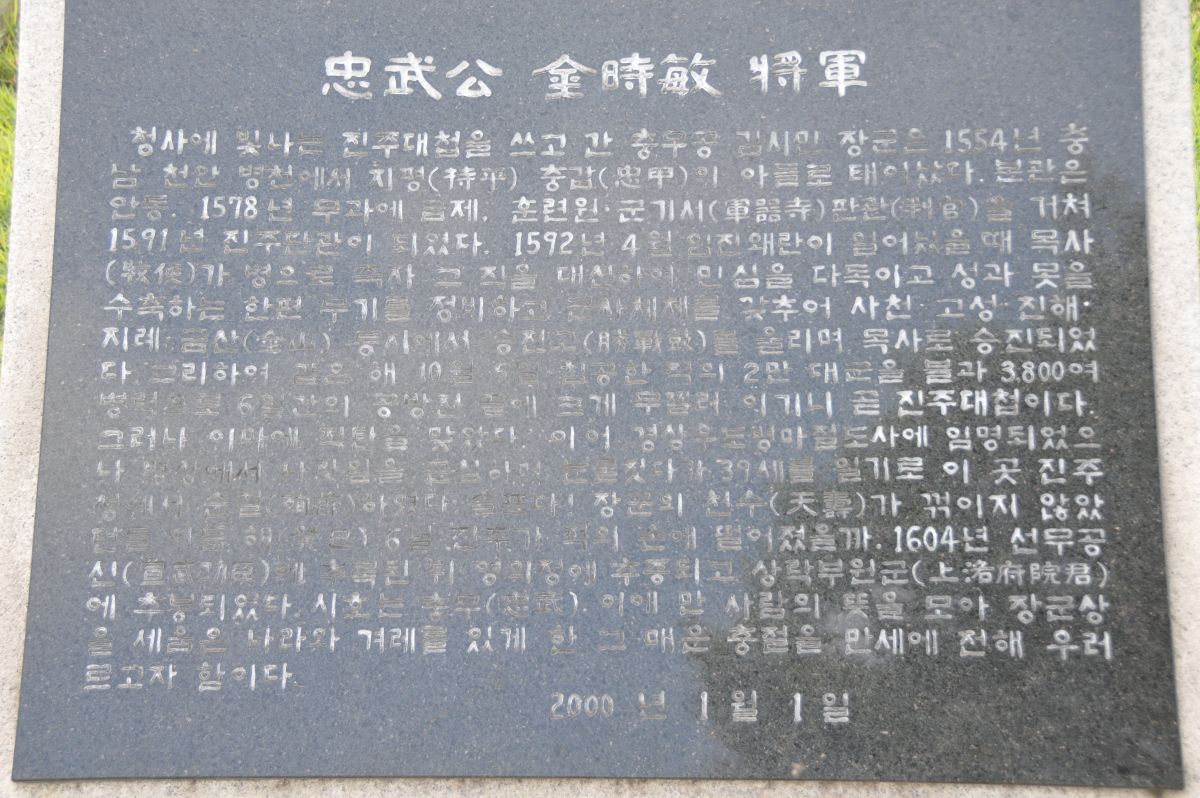 忠武公 金時敏 將軍
청사에 빛나는 진주대첩을 쓰고 간 충무공 김시민 장군은 1554년 충
남 천안 병천에서 지평(持平) 충갑(忠甲)의 아들로 태어났다. 본관은
안동. 1578년 무과에 급제, 훈련원·군기시(軍器寺)판관(判官)을 거쳐
1591년 진주판관이 되었다. 1592년 4월 임진왜란이 일어났을 때 목사
(牧使)가 병으로 죽자 그 직을 대신하여 민심을 다독이고 성과 못을
수축하는 한편 무기를 정비하고 군사체제를 갖추어 사천·고성·진해·
지례·금산(金山) 등지에서 승전고(勝戰鼓)를 울리며 목사로 승진되었
다. 그리하여 같은 해 10월 5일 침공한 적의 2만 대군을 불과 3,800여
병력으로 6일간의 공방전 끝에 크게 무찔러 이기니 곧 진주대첩이다.
그러나 이마에 적탄을 맞았다. 이어 경상우도병마절도사에 임명되었으
나 병상에서 나랏일을 근심하며 눈물짓다가 39세를 일기로 이 곳 진주
성에서 순절(殉節)하였다. 슬프다! 장군의 천수(天壽)가 꺾이지 않았
던들 이듬해(癸巳) 6월 진주가 적의 손에 떨어졌을까. 1604년 선무공
신(宣武功臣)에 추록된 뒤 영의정에 추증되고 상락부원군(上洛府院君)
에 추봉되었다. 시호는 충무(忠武). 이에 만 사람의 뜻을 모아 장군상
을 세움은 나라와 겨레를 있게 한 그 매운 충절을 만세에 전해 우러
르고자 함이다.
2000년 1월 1일